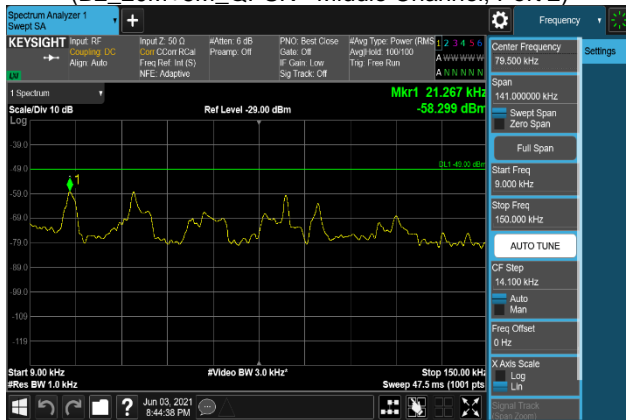 Spectrum Analyzer 1
Swept SA
Frequency
KEYSIGHT
Input: RF
Coupling: DC
Align: Auto
Input Z: 50 Ω
Corr CCorr RCal
Freq Ref: Int (S)
NFE: Adaptive
#Atten: 6 dB
Preamp: Off
PNO: Best Close
Gate: Off
IF Gain: Low
Sig Track: Off
#Avg Type: Power (RMS
Avg|Hold: 100/100
Trig: Free Run
1 2 3 4 5 6
A W W W W W
A N N N N N
LXI
1 Spectrum
Scale/Div 10 dB
Log
Ref Level -29.00 dBm
Mkr1 21.267 kHz
-58.299 dBm
-39.0
-49.0
-59.0
-69.0
-79.0
-89.0
-99.0
-109
-119
1
DL1 -49.00 dBm
Start 9.00 kHz
#Res BW 1.0 kHz
#Video BW 3.0 kHz*
Stop 150.00 kHz
Sweep 47.5 ms (1001 pts
Jun 03, 2021
8:44:38 PM
Center Frequency
79.500 kHz
Settings
Span
141.000000 kHz
Swept Span
Zero Span
Full Span
Start Freq
9.000 kHz
Stop Freq
150.000 kHz
AUTO TUNE
CF Step
14.100 kHz
Auto
Man
Freq Offset
0 Hz
X Axis Scale
Log
Lin
Signal Track
(Span Zoom)